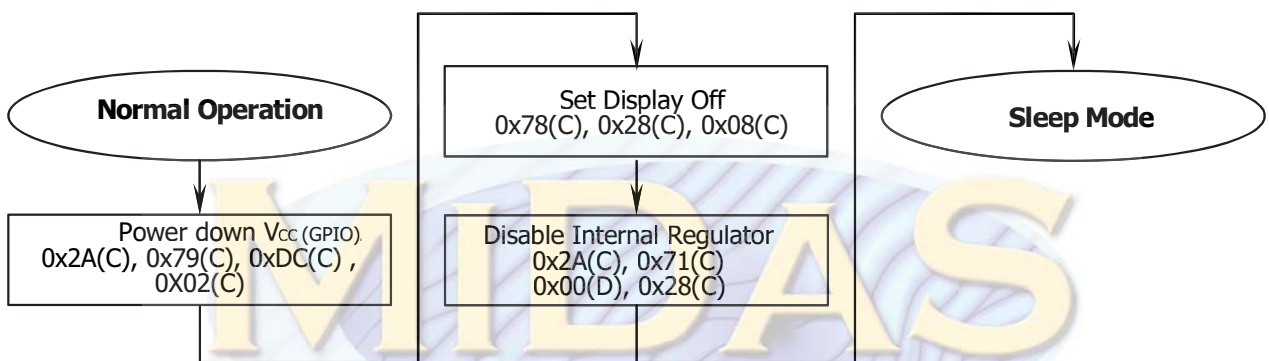 Normal Operation
Power down VCC (GPIO).
0x2A(C), 0x79(C), 0xDC(C) ,
0X02(C)
Set Display Off
0x78(C), 0x28(C), 0x08(C)
Disable Internal Regulator
0x2A(C), 0x71(C)
0x00(D), 0x28(C)
Sleep Mode
MIDAS